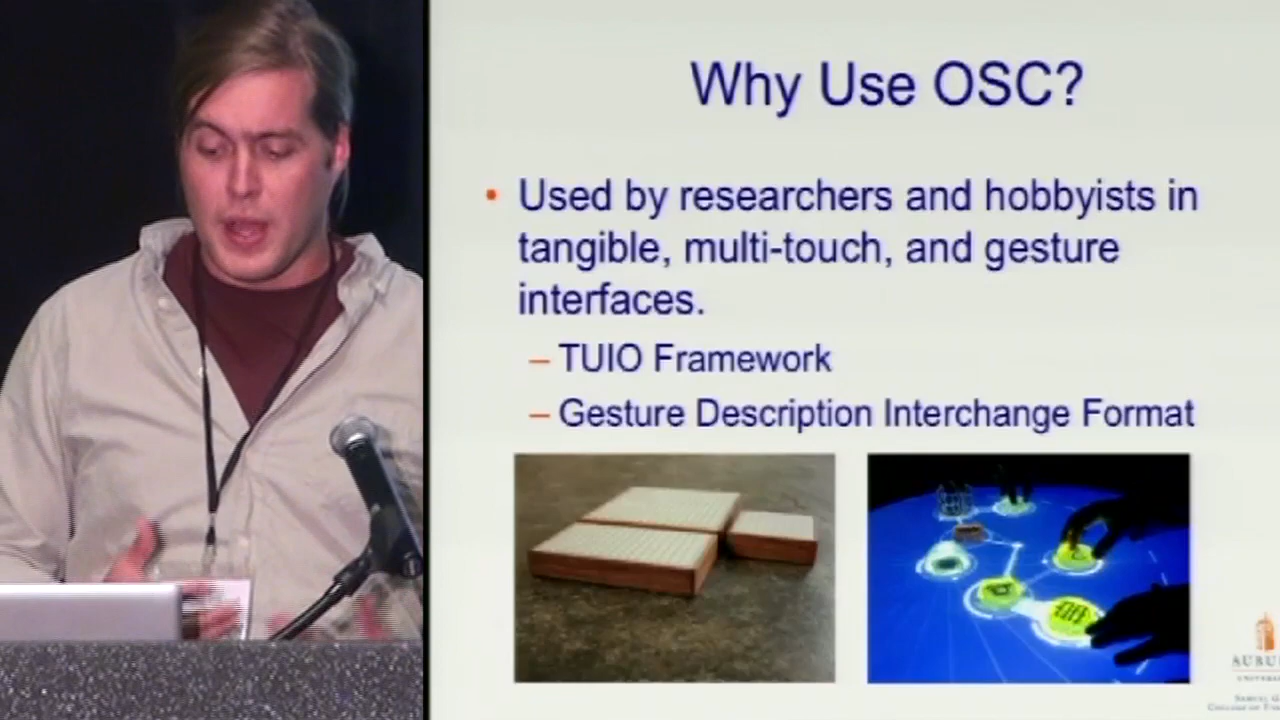 Why Use OSC?
• Used by researchers and hobbyists in
tangible, multi-touch, and gesture
interfaces.
– TUIO Framework
– Gesture Description Interchange Format